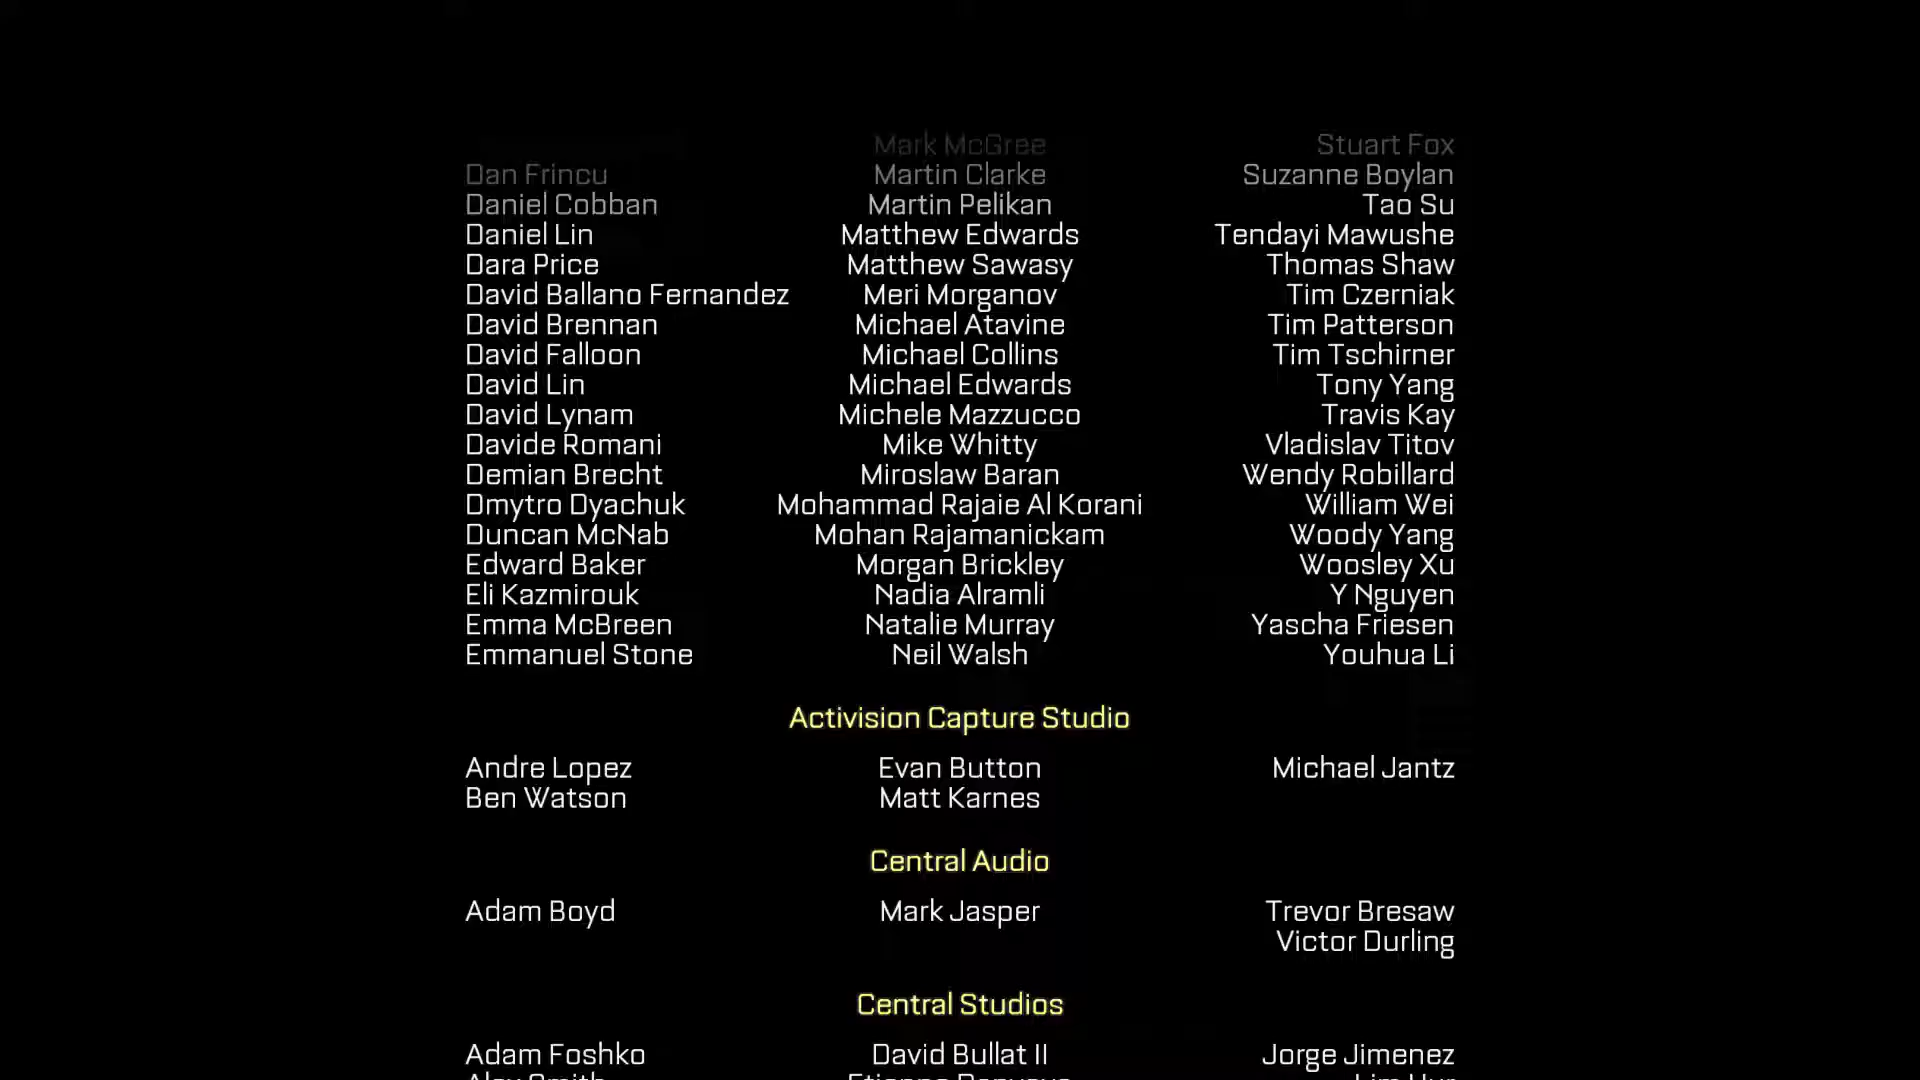 Mark McGree Stuart Fox
Dan Frincu Martin Clarke Suzanne Boylan
Daniel Cobban Martin Pelikan Tao Su
Daniel Lin Matthew Edwards Tendayi Mawushe
Dara Price Matthew Sawasy Thomas Shaw
David Ballano Fernandez Meri Morganov Tim Czerniak
David Brennan Michael Atavine Tim Patterson
David Falloon Michael Collins Tim Tschirner
David Lin Michael Edwards Tony Yang
David Lynam Michele Mazzucco Travis Kay
Davide Romani Mike Whitty Vladislav Titov
Demian Brecht Miroslaw Baran Wendy Robillard
Dmytro Dyachuk Mohammad Rajaie Al Korani William Wei
Duncan McNab Mohan Rajamanickam Woody Yang
Edward Baker Morgan Brickley Woosley Xu
Eli Kazmirouk Nadia Alramli Y Nguyen
Emma McBreen Natalie Murray Yascha Friesen
Emmanuel Stone Neil Walsh Youhua Li
Activision Capture Studio
Andre Lopez Evan Button Michael Jantz
Ben Watson Matt Karnes
Central Audio
Adam Boyd Mark Jasper Trevor Bresaw
Victor Durling
Central Studios
Adam Foshko David Bullat II Jorge Jimenez